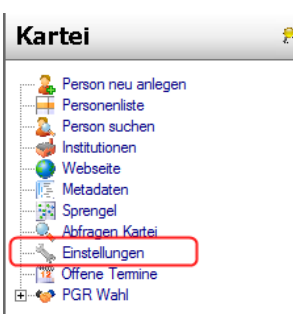 Kartei
Person neu anlegen
Personenliste
Person suchen
Institutionen
Webseite
Metadaten
Sprengel
Abfragen Kartei
Einstellungen
Offene Termine
PGR Wahl